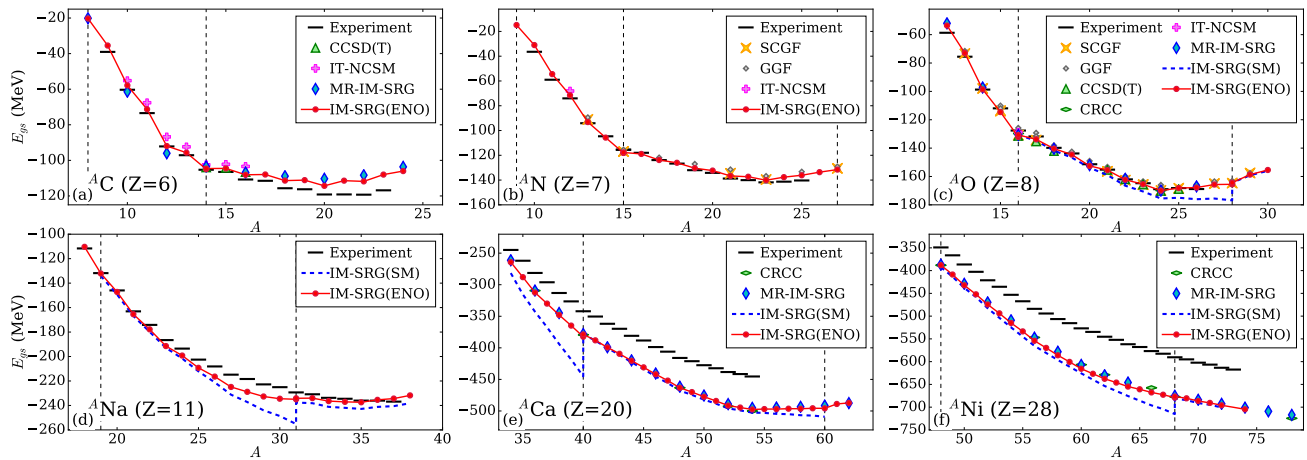 −20
−40
−60
−80
−100
−120
E_gs (MeV)
Experiment
CCSD(T)
IT-NCSM
MR-IM-SRG
IM-SRG(ENO)
(a) ^A C (Z=6)
10 15 20 25
A
0
−20
−40
−60
−80
−100
−120
−140
−160
Experiment
SCGF
GGF
IT-NCSM
IM-SRG(ENO)
(b) ^A N (Z=7)
10 15 20 25
A
−60
−80
−100
−120
−140
−160
−180
Experiment
SCGF
GGF
CCSD(T)
CRCC
IT-NCSM
MR-IM-SRG
IM-SRG(SM)
IM-SRG(ENO)
(c) ^A O (Z=8)
15 20 25 30
A
−100
−120
−140
−160
−180
−200
−220
−240
−260
E_gs (MeV)
Experiment
IM-SRG(SM)
IM-SRG(ENO)
(d) ^A Na (Z=11)
20 25 30 35 40
A
−250
−300
−350
−400
−450
−500
Experiment
CRCC
MR-IM-SRG
IM-SRG(SM)
IM-SRG(ENO)
(e) ^A Ca (Z=20)
35 40 45 50 55 60
A
−350
−400
−450
−500
−550
−600
−650
−700
−750
Experiment
CRCC
MR-IM-SRG
IM-SRG(SM)
IM-SRG(ENO)
(f) ^A Ni (Z=28)
50 55 60 65 70 75
A